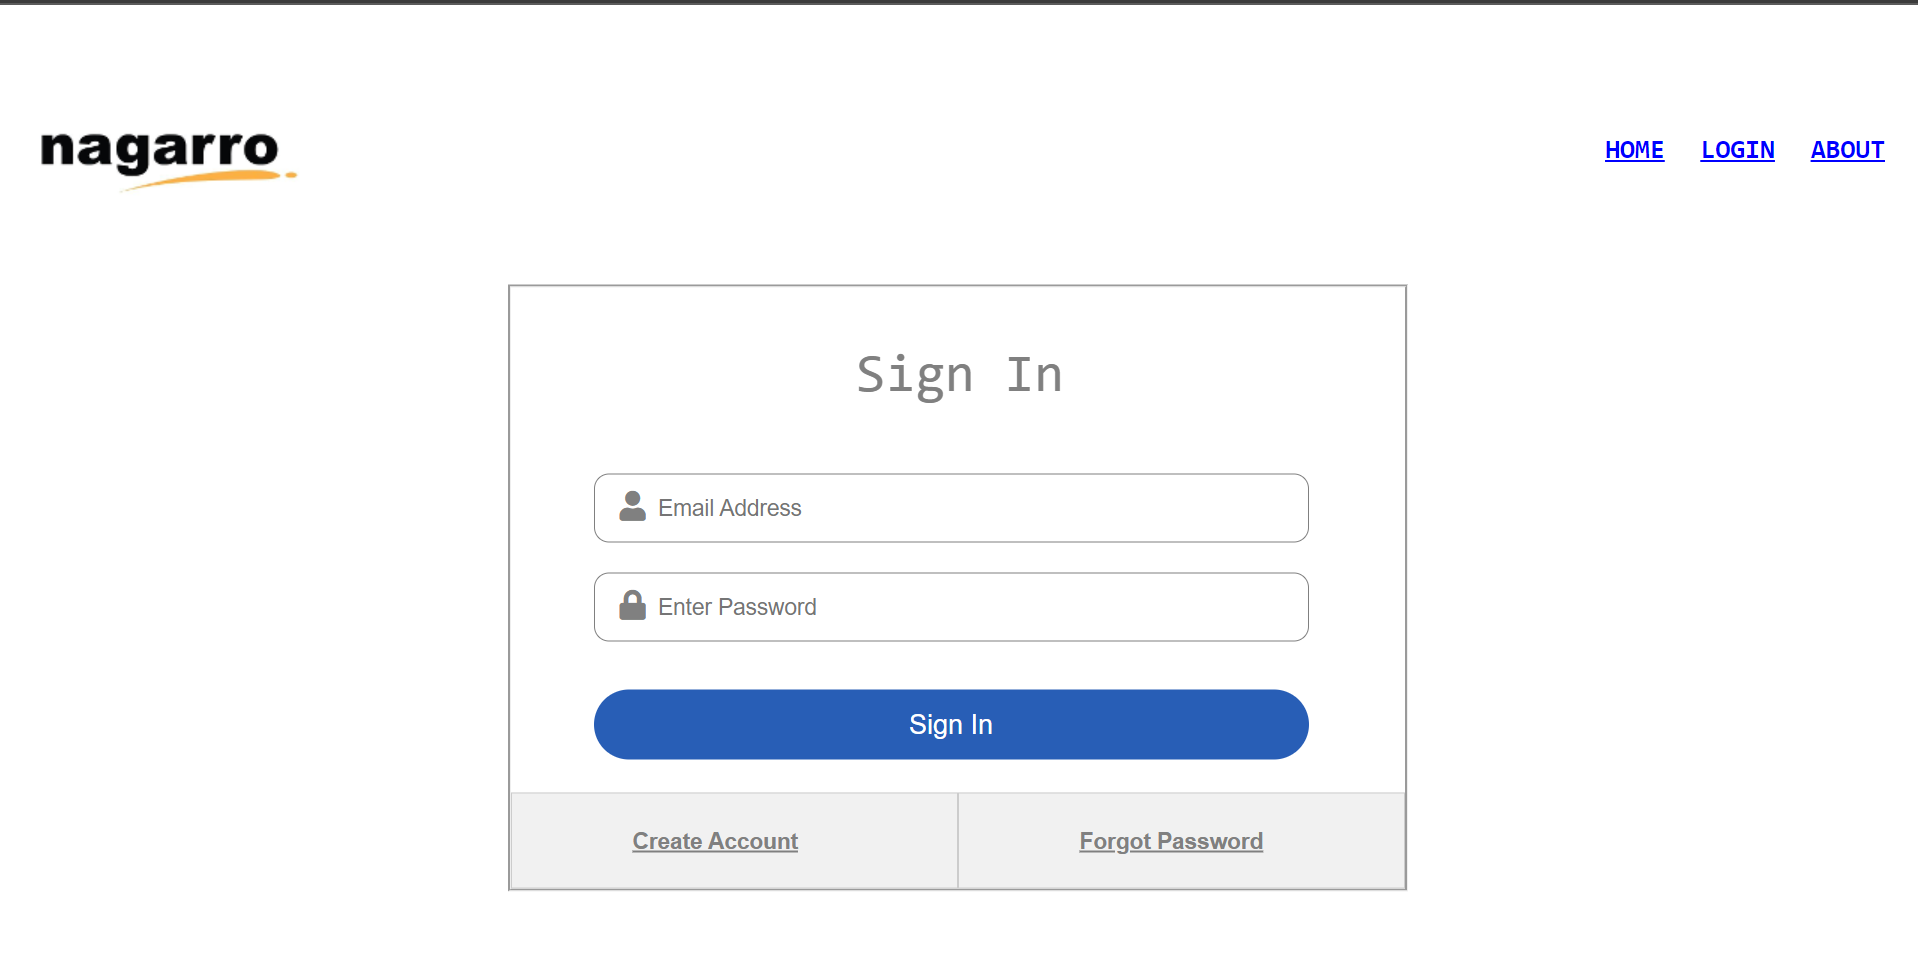 nagarro
HOME LOGIN ABOUT
Sign In
Email Address
Enter Password
Sign In
Create Account Forgot Password